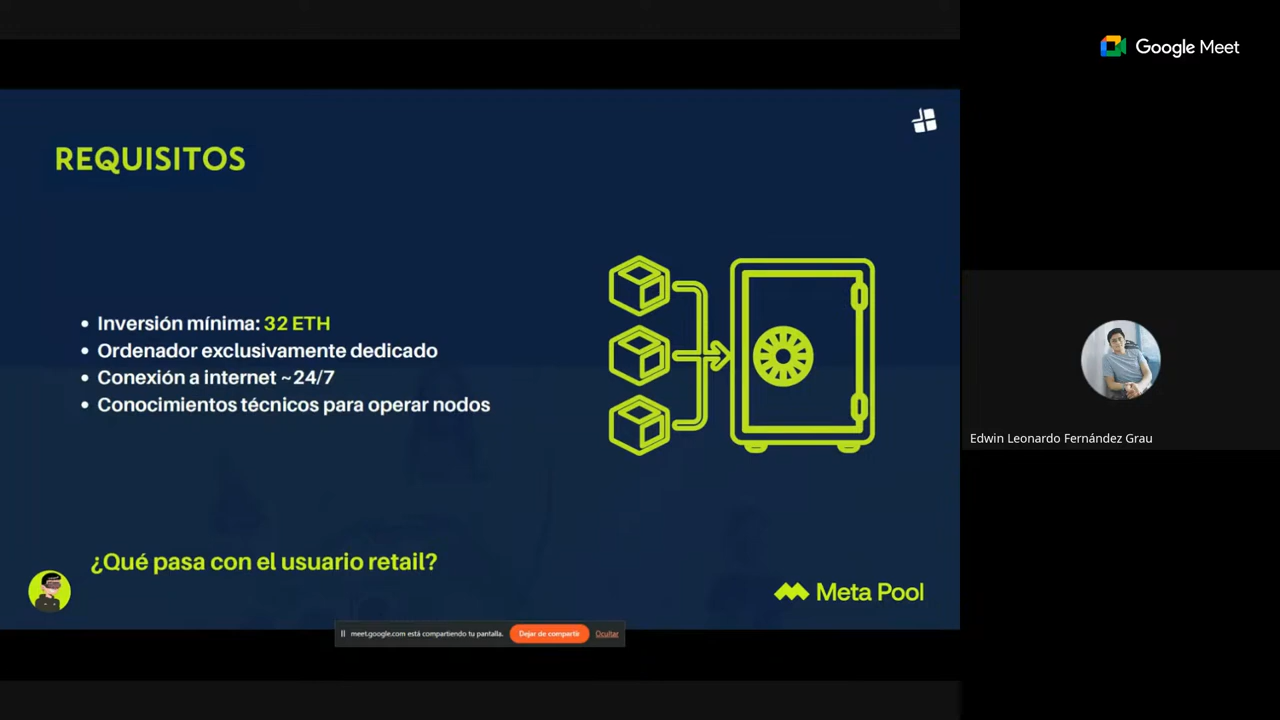 Google Meet
REQUISITOS
• Inversión mínima: 32 ETH
• Ordenador exclusivamente dedicado
• Conexión a internet ~24/7
• Conocimientos técnicos para operar nodos
Edwin Leonardo Fernández Grau
¿Qué pasa con el usuario retail?
Meta Pool
meet.google.com está compartiendo tu pantalla.
Dejar de compartir
Ocultar